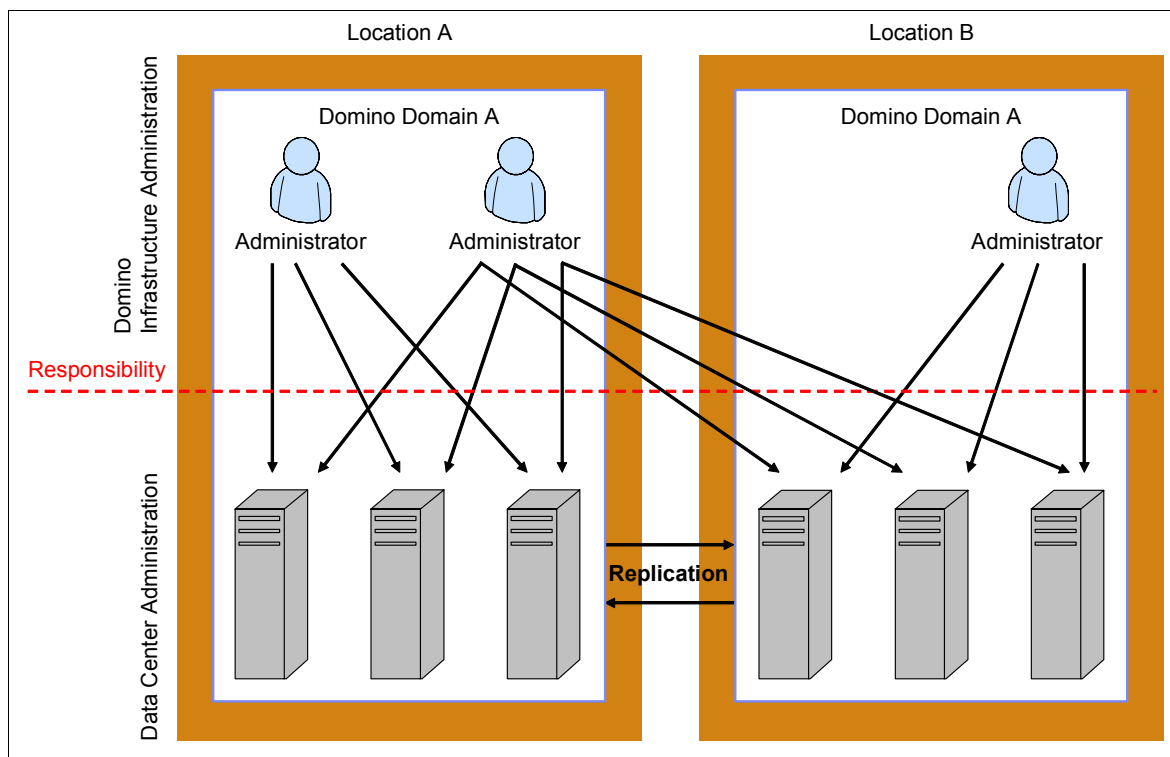 Location A
Location B
Domino Domain A
Domino Domain A
Administrator
Administrator
Administrator
Domino
Infrastructure Administration
Responsibility
Data Center Administration
Replication